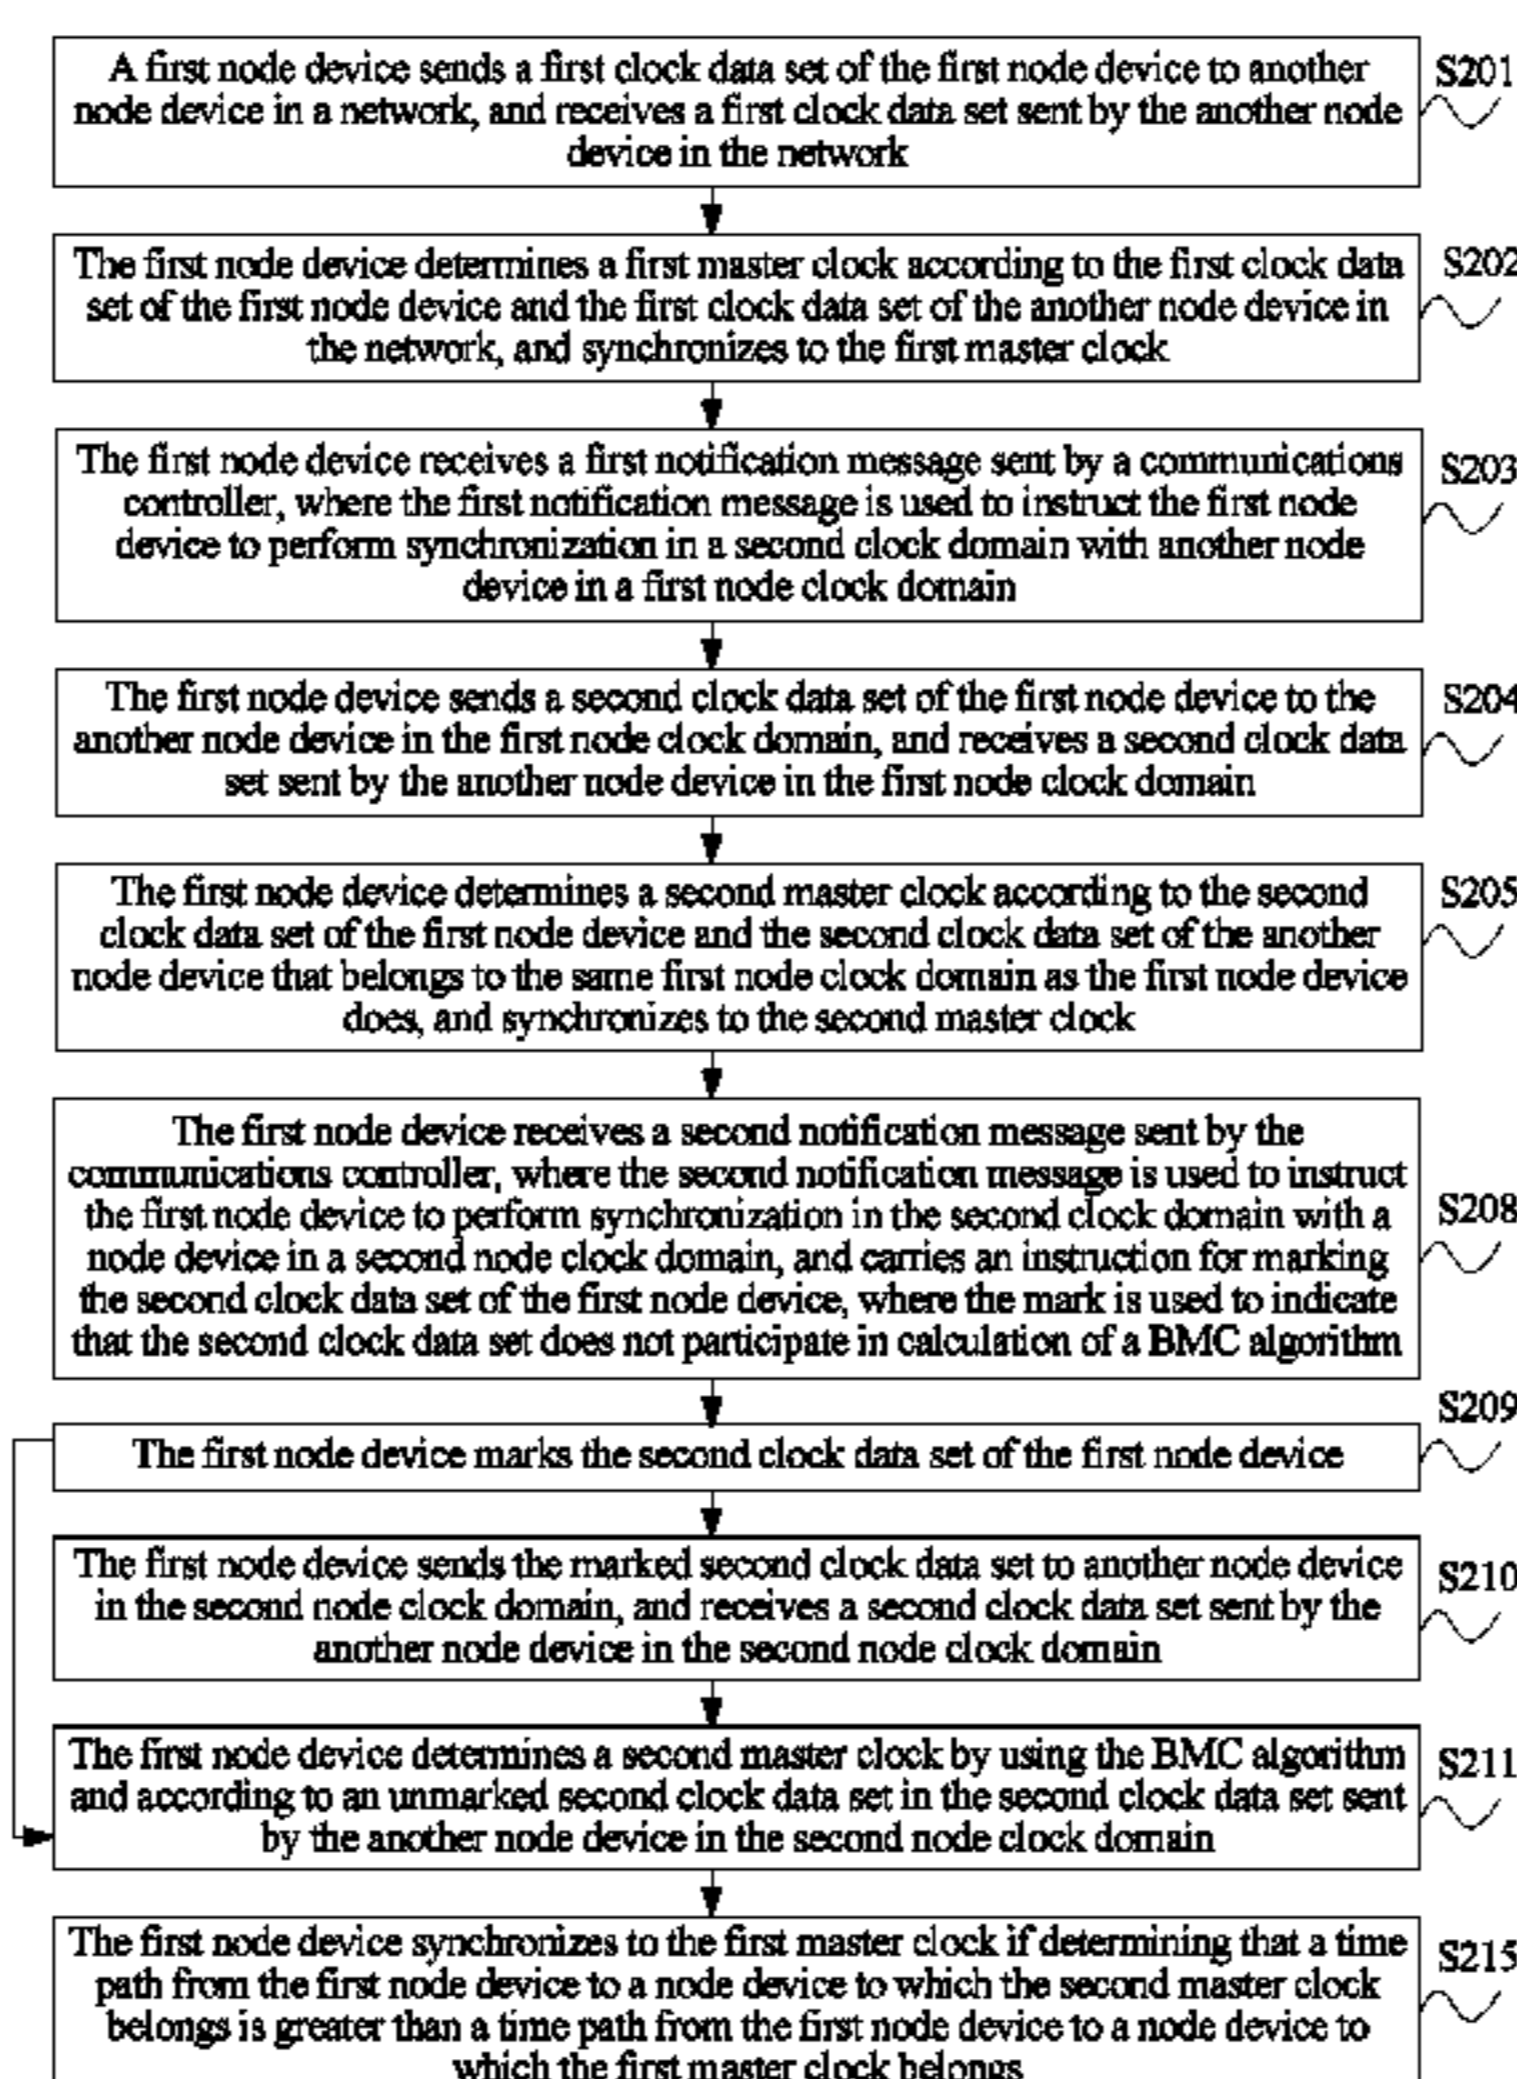 A first node device sends a first clock data set of the first node device to another
node device in a network, and receives a first clock data set sent by the another node
device in the network
S201
The first node device determines a first master clock according to the first clock data
set of the first node device and the first clock data set of the another node device in
the network, and synchronizes to the first master clock
S202
The first node device receives a first notification message sent by a communications
controller, where the first notification message is used to instruct the first node
device to perform synchronization in a second clock domain with another node
device in a first node clock domain
S203
The first node device sends a second clock data set of the first node device to the
another node device in the first node clock domain, and receives a second clock data
set sent by the another node device in the first node clock domain
S204
The first node device determines a second master clock according to the second
clock data set of the first node device and the second clock data set of the another
node device that belongs to the same first node clock domain as the first node device
does, and synchronizes to the second master clock
S205
The first node device receives a second notification message sent by the
communications controller, where the second notification message is used to instruct
the first node device to perform synchronization in the second clock domain with a
node device in a second node clock domain, and carries an instruction for marking
the second clock data set of the first node device, where the mark is used to indicate
that the second clock data set does not participate in calculation of a BMC algorithm
S208
The first node device marks the second clock data set of the first node device
S209
The first node device sends the marked second clock data set to another node device
in the second node clock domain, and receives a second clock data set sent by the
another node device in the second node clock domain
S210
The first node device determines a second master clock by using the BMC algorithm
and according to an unmarked second clock data set in the second clock data set sent
by the another node device in the second node clock domain
S211
The first node device synchronizes to the first master clock if determining that a time
path from the first node device to a node device to which the second master clock
belongs is greater than a time path from the first node device to a node device to
which the first master clock belongs
S215